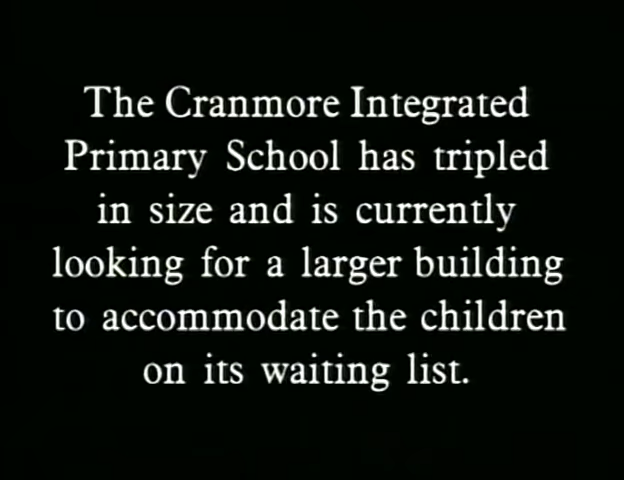 The Cranmore Integrated
Primary School has tripled
in size and is currently
looking for a larger building
to accommodate the children
on its waiting list.